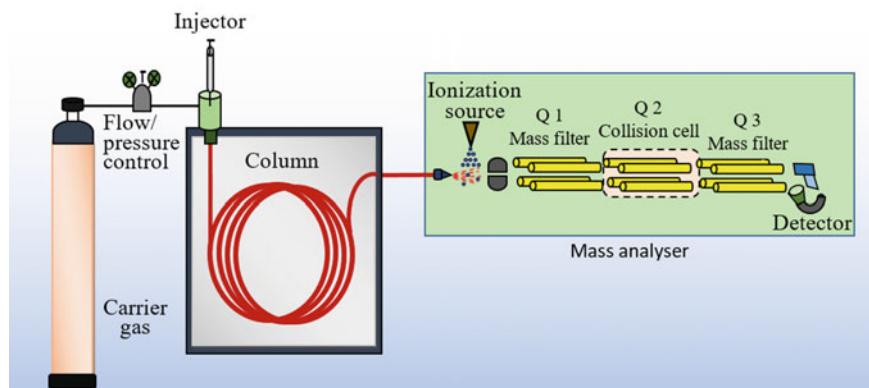 Injector
Flow/
pressure
control
Column
Carrier
gas
Ionization
source
Q 1
Mass filter
Q 2
Collision cell
Q 3
Mass filter
Detector
Mass analyser